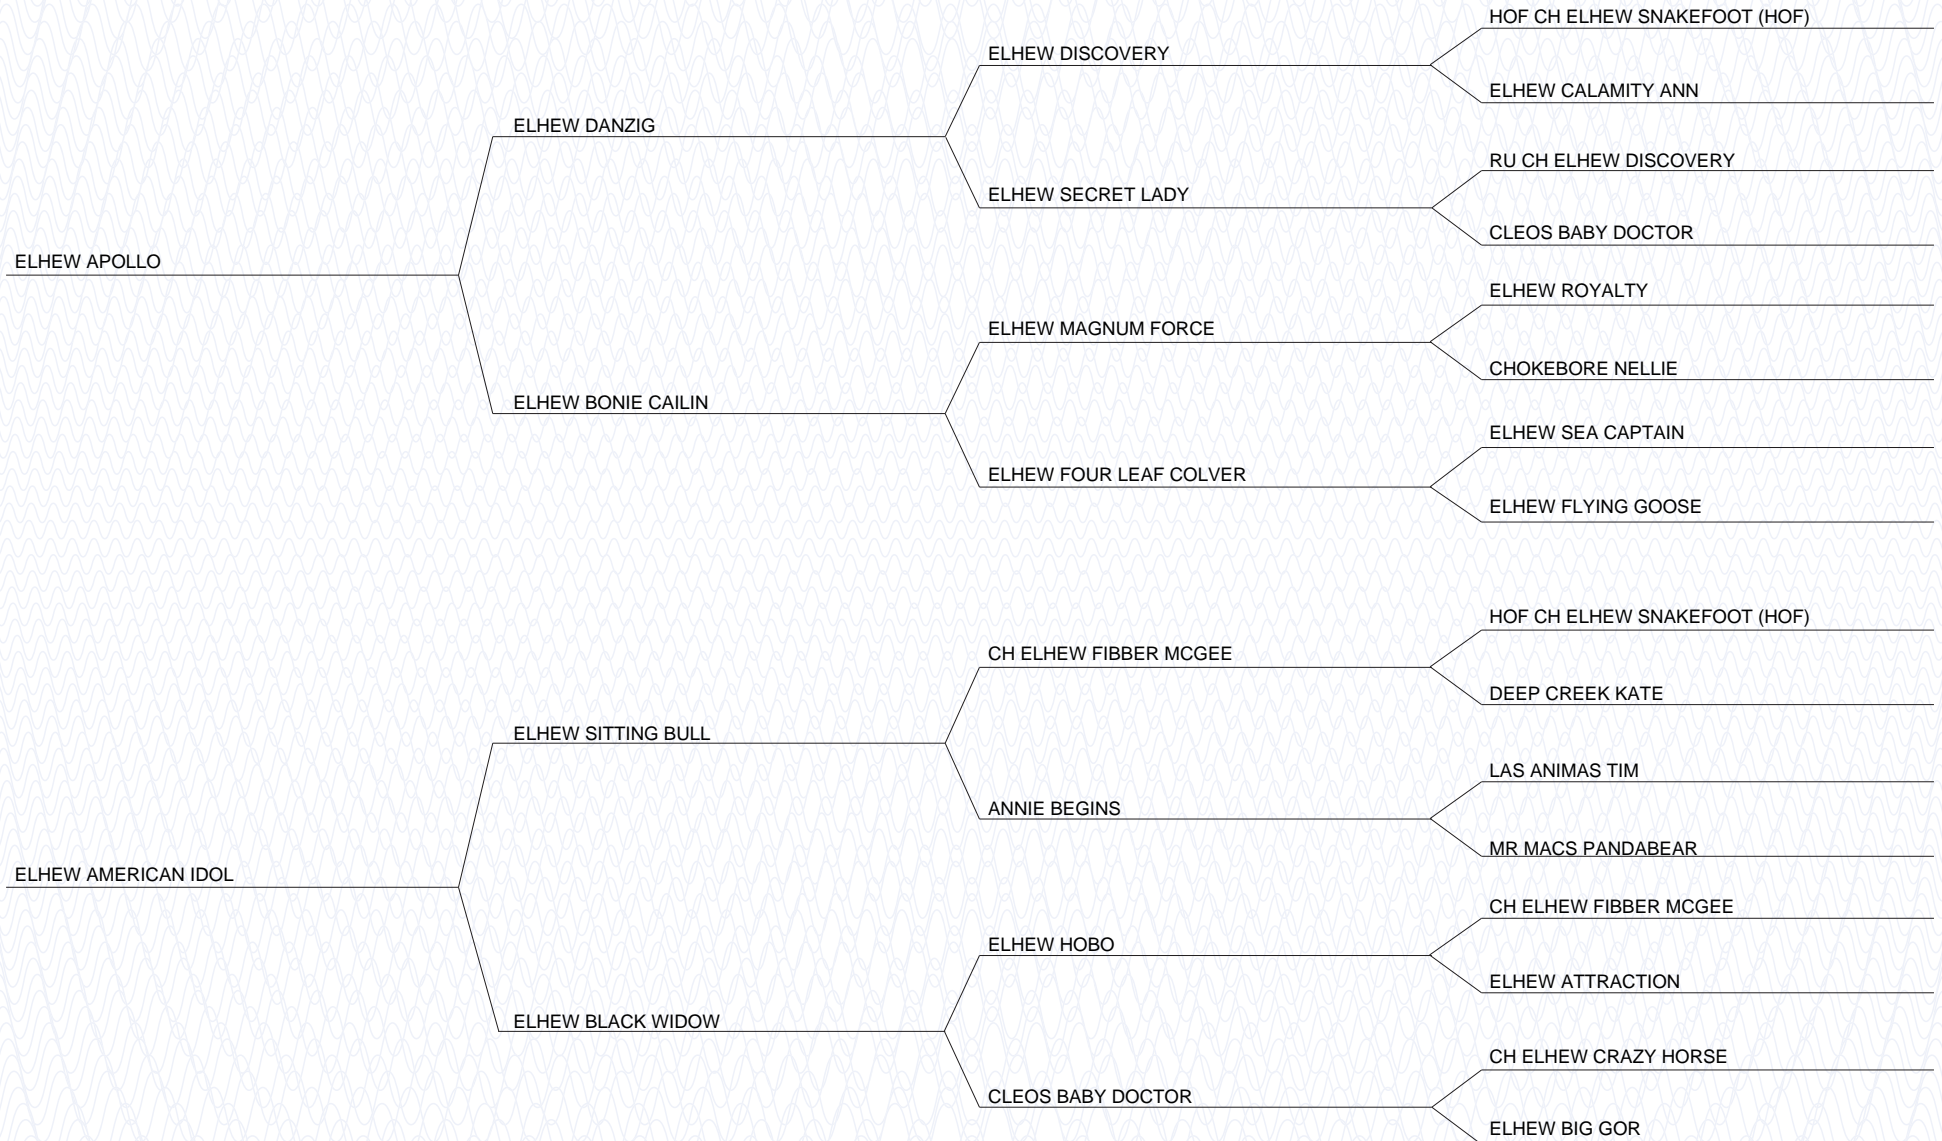 HOF CH ELHEW SNAKEFOOT (HOF)
ELHEW DISCOVERY
ELHEW CALAMITY ANN
ELHEW DANZIG
RU CH ELHEW DISCOVERY
ELHEW SECRET LADY
CLEOS BABY DOCTOR
ELHEW APOLLO
ELHEW ROYALTY
ELHEW MAGNUM FORCE
CHOKEBORE NELLIE
ELHEW BONIE CAILIN
ELHEW SEA CAPTAIN
ELHEW FOUR LEAF COLVER
ELHEW FLYING GOOSE
HOF CH ELHEW SNAKEFOOT (HOF)
CH ELHEW FIBBER MCGEE
DEEP CREEK KATE
ELHEW SITTING BULL
LAS ANIMAS TIM
ANNIE BEGINS
MR MACS PANDABEAR
ELHEW AMERICAN IDOL
CH ELHEW FIBBER MCGEE
ELHEW HOBO
ELHEW ATTRACTION
ELHEW BLACK WIDOW
CH ELHEW CRAZY HORSE
CLEOS BABY DOCTOR
ELHEW BIG GOR